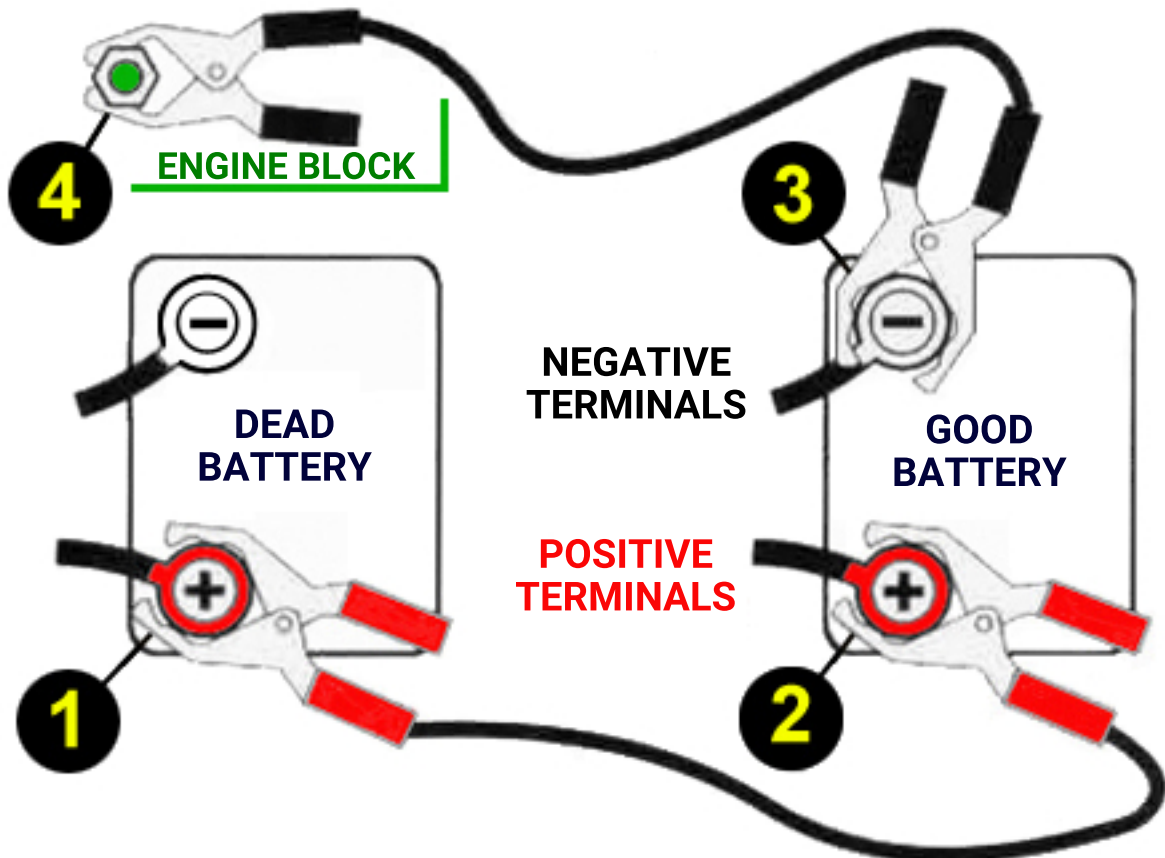 4
ENGINE BLOCK
3
−
−
NEGATIVE
TERMINALS
DEAD
BATTERY
GOOD
BATTERY
POSITIVE
TERMINALS
+
+
1
2